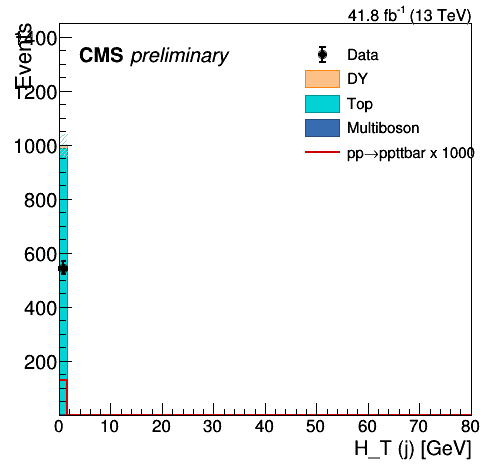 41.8 fb-1 (13 TeV)
Events
CMS preliminary
Data
DY
Top
Multiboson
pp→ppttbar x 1000
1400
1200
1000
800
600
400
200
0 10 20 30 40 50 60 70 80
H_T (j) [GeV]